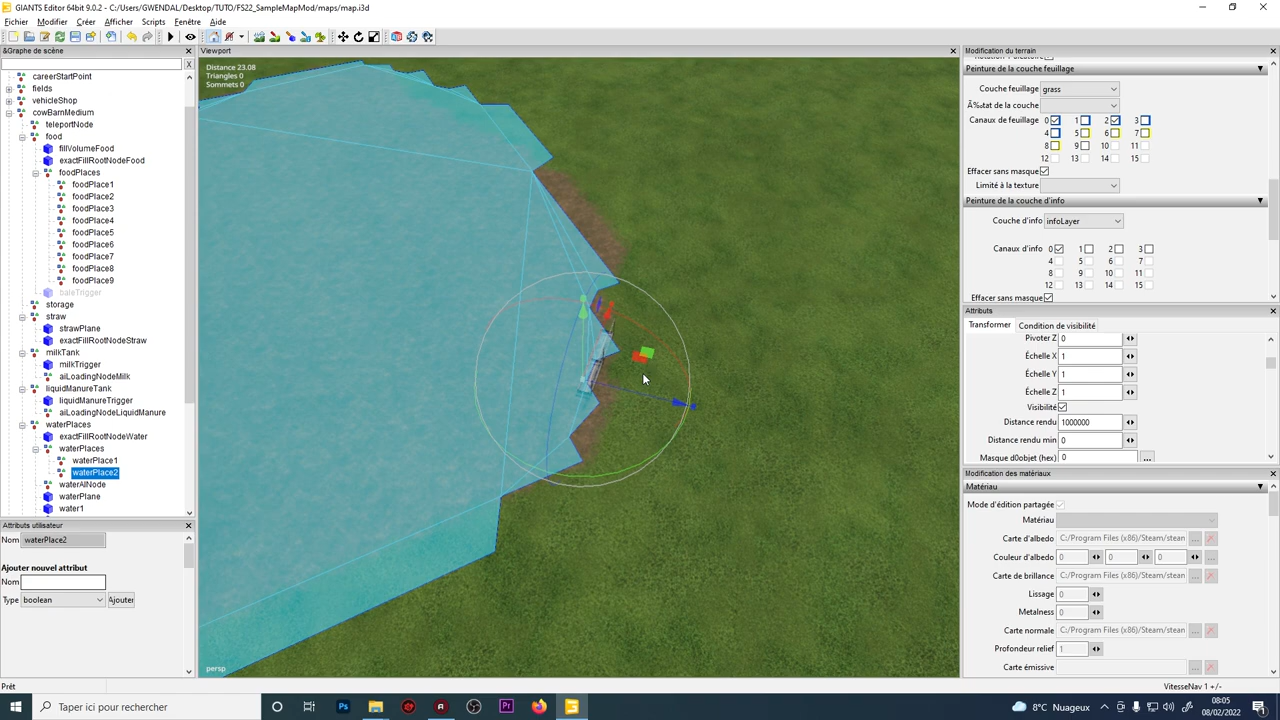 GIANTS Editor 64bit 9.0.2 - C:/Users/GWENDAL/Desktop/TUTO/FS22_SampleMapMod/maps/map.i3d
Fichier Modifier Créer Afficher Scripts Fenêtre Aide
&Graphe de scène
X
careerStartPoint
fields
vehicleShop
cowBarnMedium
teleportNode
food
fillVolumeFood
exactFillRootNodeFood
foodPlaces
foodPlace1
foodPlace2
foodPlace3
foodPlace4
foodPlace5
foodPlace6
foodPlace7
foodPlace8
foodPlace9
baleTrigger
storage
straw
strawPlane
exactFillRootNodeStraw
milkTank
milkTrigger
aiLoadingNodeMilk
liquidManureTank
liquidManureTrigger
aiLoadingNodeLiquidManure
waterPlaces
exactFillRootNodeWater
waterPlaces
waterPlace1
waterPlace2
waterAINode
waterPlane
water1
Attributs utilisateur
Nom waterPlace2
Ajouter nouvel attribut
Nom
Type boolean Ajouter
Prêt
Viewport
Distance 23.08
Triangles 0
Sommets 0
persp
Modification du terrain
Peinture de la couche feuillage
Couche feuillage grass
Ã‰tat de la couche
Canaux de feuillage 0 1 2 3
4 5 6 7
8 9 10 11
12 13 14 15
Effacer sans masque
Limité à la texture
Peinture de la couche d'info
Couche d'info infoLayer
Canaux d'info 0 1 2 3
4 5 6 7
8 9 10 11
12 13 14 15
Effacer sans masque
Attributs
Transformer Condition de visibilité
Pivoter Z 0
Échelle X 1
Échelle Y 1
Échelle Z 1
Visibilité
Distance rendu 1000000
Distance rendu min 0
Masque d0objet (hex) 0 ...
Modification des matériaux
Matériau
Mode d'édition partagée
Matériau
Carte d'albedo C:/Program Files (x86)/Steam/stean ...
Couleur d'albedo 0 0 0 ...
Carte de brillance C:/Program Files (x86)/Steam/stean ...
Lissage 0
Metalness 0
Carte normale C:/Program Files (x86)/Steam/stean ...
Profondeur relief 1
Carte émissive ...
VitesseNav 1 +/-
Taper ici pour rechercher
Ps
Pr
8°C Nuageux
08:05
08/02/2022